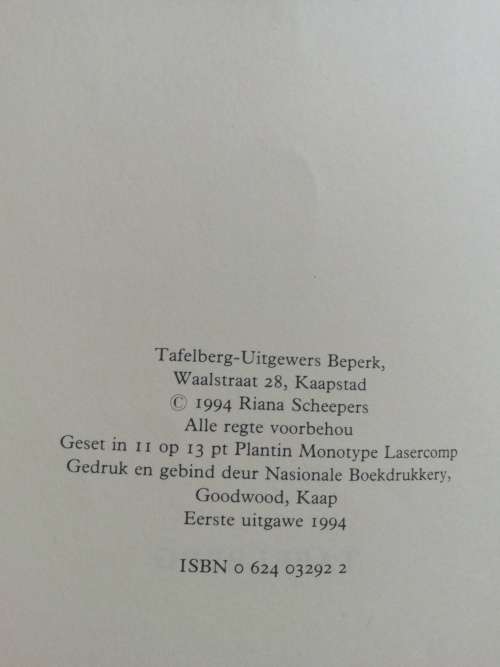 Tafelberg-Uitgewers Beperk,
Waalstraat 28, Kaapstad
© 1994 Riana Scheepers
Alle regte voorbehou
Geset in 11 op 13 pt Plantin Monotype Lasercomp
Gedruk en gebind deur Nasionale Boekdrukkery,
Goodwood, Kaap
Eerste uitgawe 1994
ISBN 0 624 03292 2